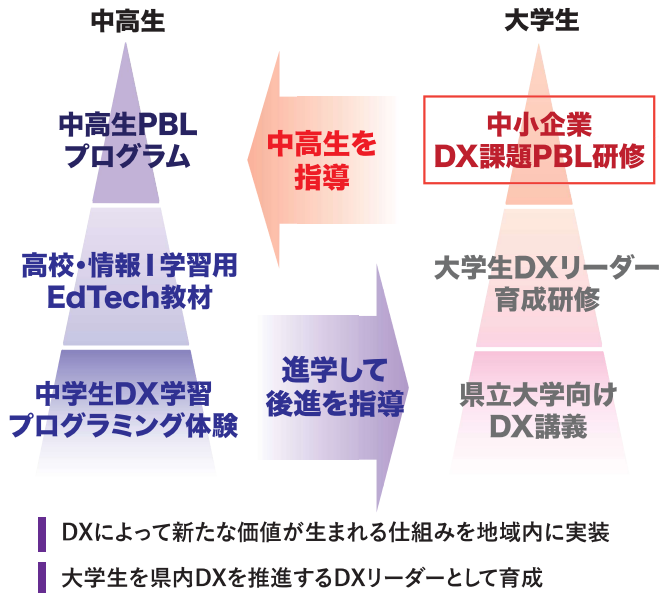 中高生
中高生PBL
プログラム
高校・情報Ⅰ学習用
EdTech教材
中学生DX学習
プログラミング体験
中高生を
指導
進学して
後進を指導
大学生
中小企業
DX課題PBL研修
大学生DXリーダー
育成研修
県立大学向け
DX講義
DXによって新たな価値が生まれる仕組みを地域内に実装
大学生を県内DXを推進するDXリーダーとして育成